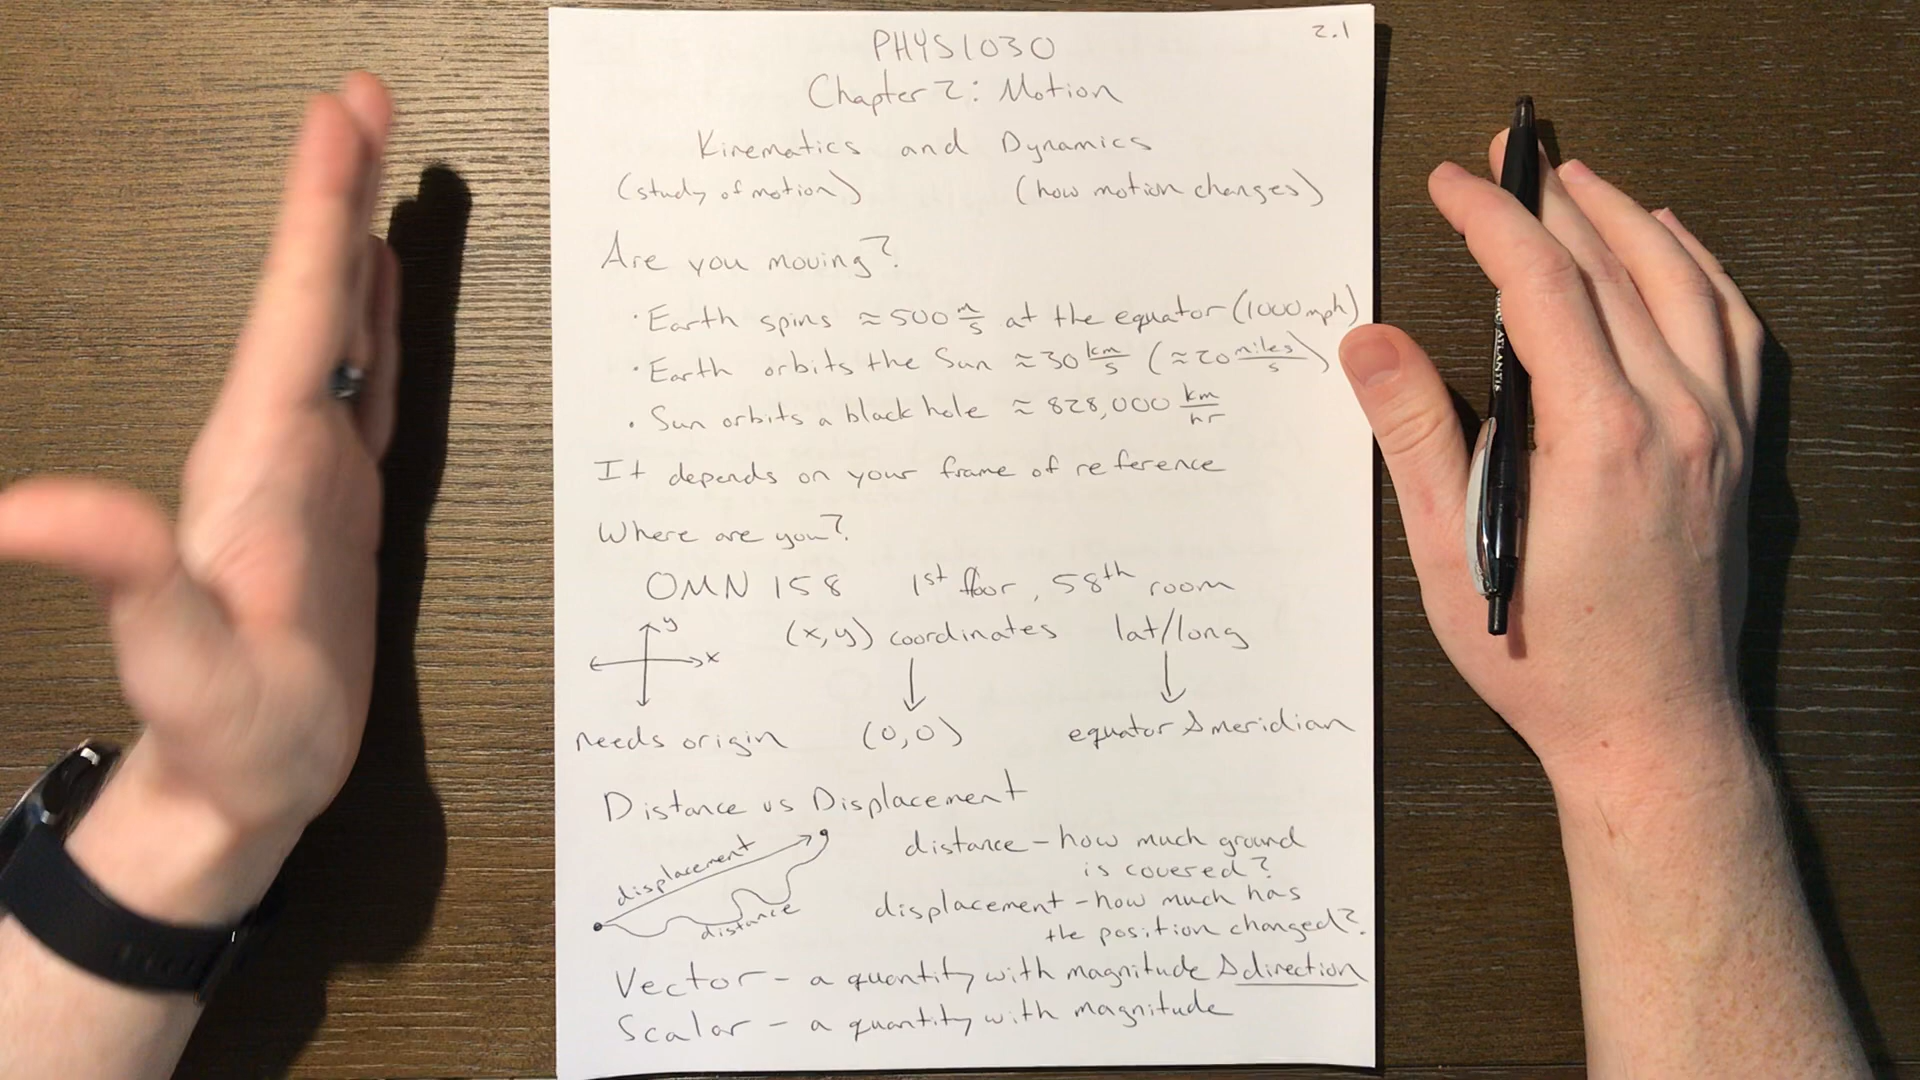 2.1
PHYS1030
Chapter 2: Motion
Kinematics and Dynamics
(study of motion) (how motion changes)
Are you moving?
· Earth spins ≈ 500 m/s at the equator (1000 mph)
· Earth orbits the Sun ≈ 30 km/s (≈ 20 miles/s)
· Sun orbits a black hole ≈ 828,000 km/hr
It depends on your frame of reference
Where are you?
OMN 158 1st floor, 58th room
y
x
(x,y) coordinates lat/long
needs origin (0,0) equator & meridian
Distance vs Displacement
displacement
distance
distance – how much ground
is covered?
displacement – how much has
the position changed?
Vector – a quantity with magnitude & direction
Scalar – a quantity with magnitude
ATLANTIS